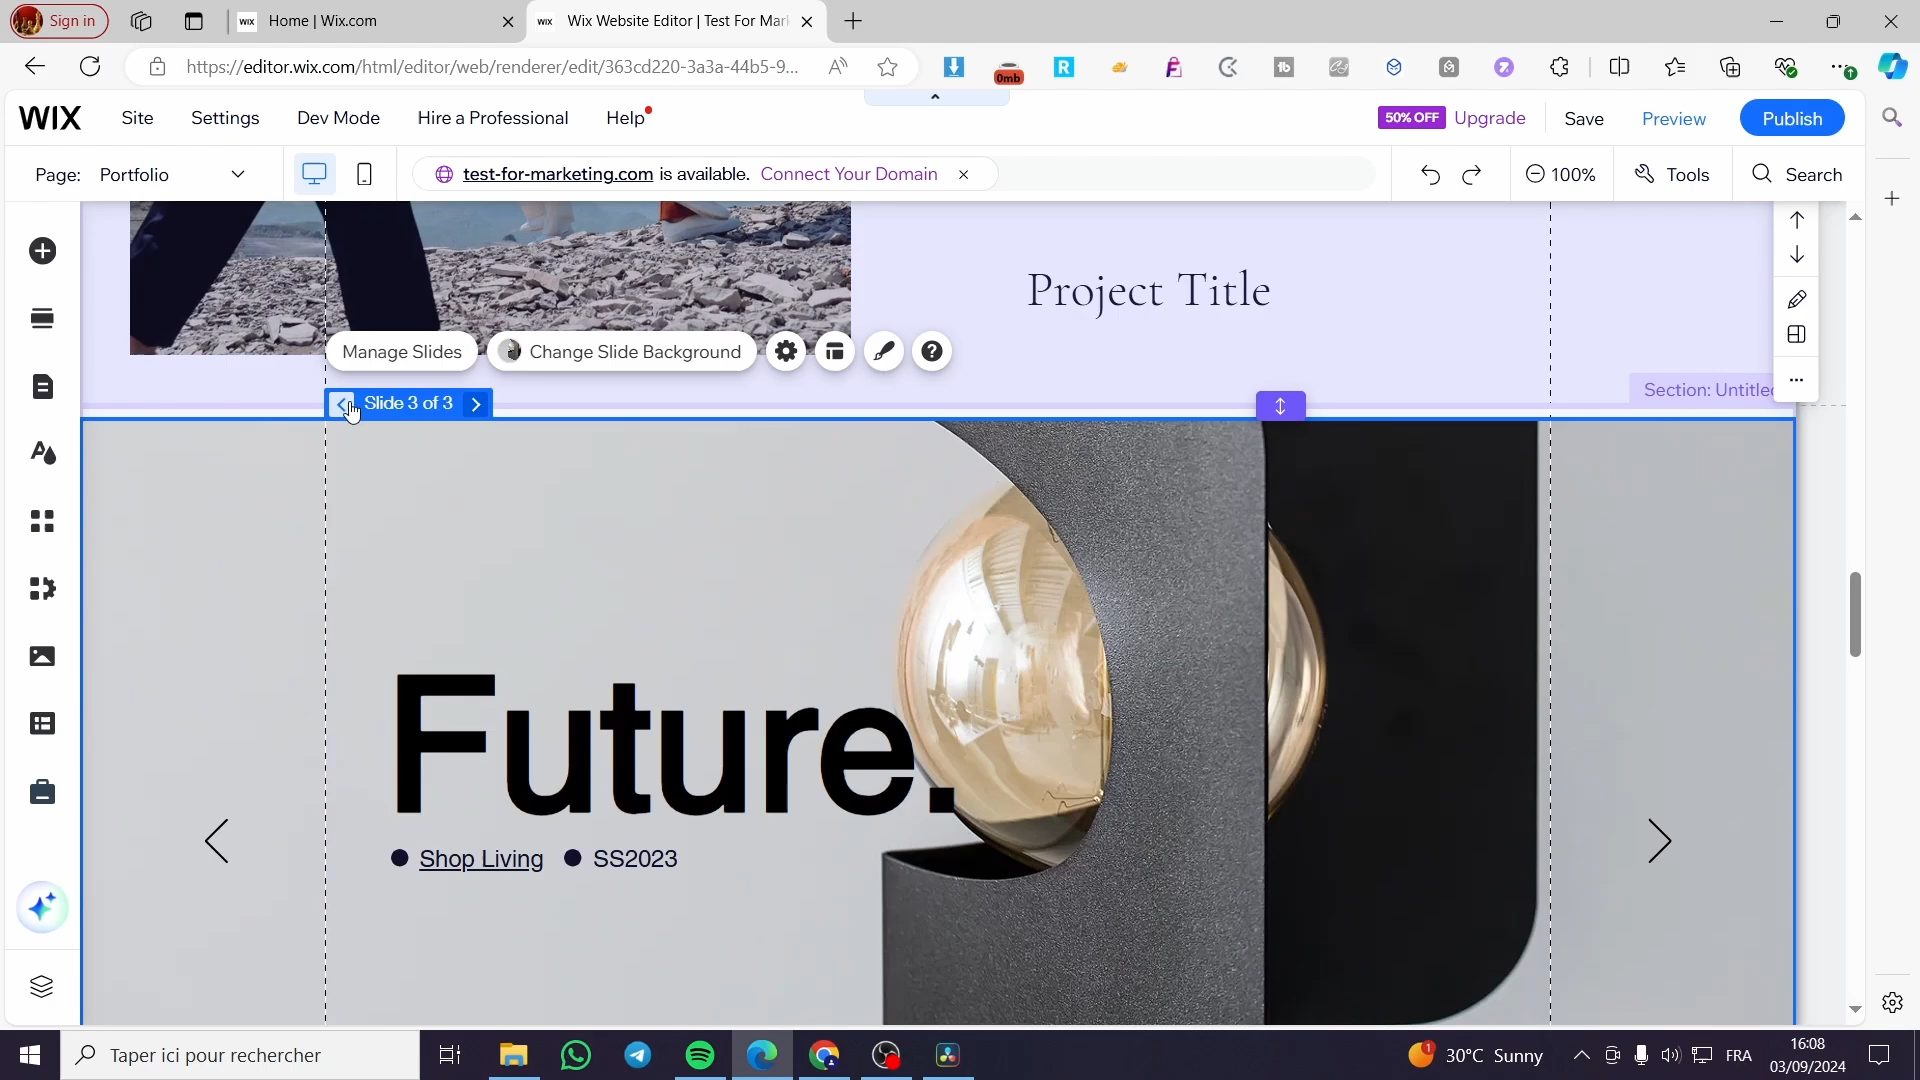 Sign in
WIX Home | Wix.com
WIX Wix Website Editor | Test For Mar
https://editor.wix.com/html/editor/web/renderer/edit/363cd220-3a3a-44b5-9...
0mb
WIX Site Settings Dev Mode Hire a Professional Help
50% OFF Upgrade Save Preview Publish
Page: Portfolio
test-for-marketing.com is available. Connect Your Domain
100% Tools Search
Project Title
Manage Slides Change Slide Background
Slide 3 of 3
Section: Untitle
Future.
Shop Living SS2023
Taper ici pour rechercher
1 30°C Sunny
FRA
16:08
03/09/2024